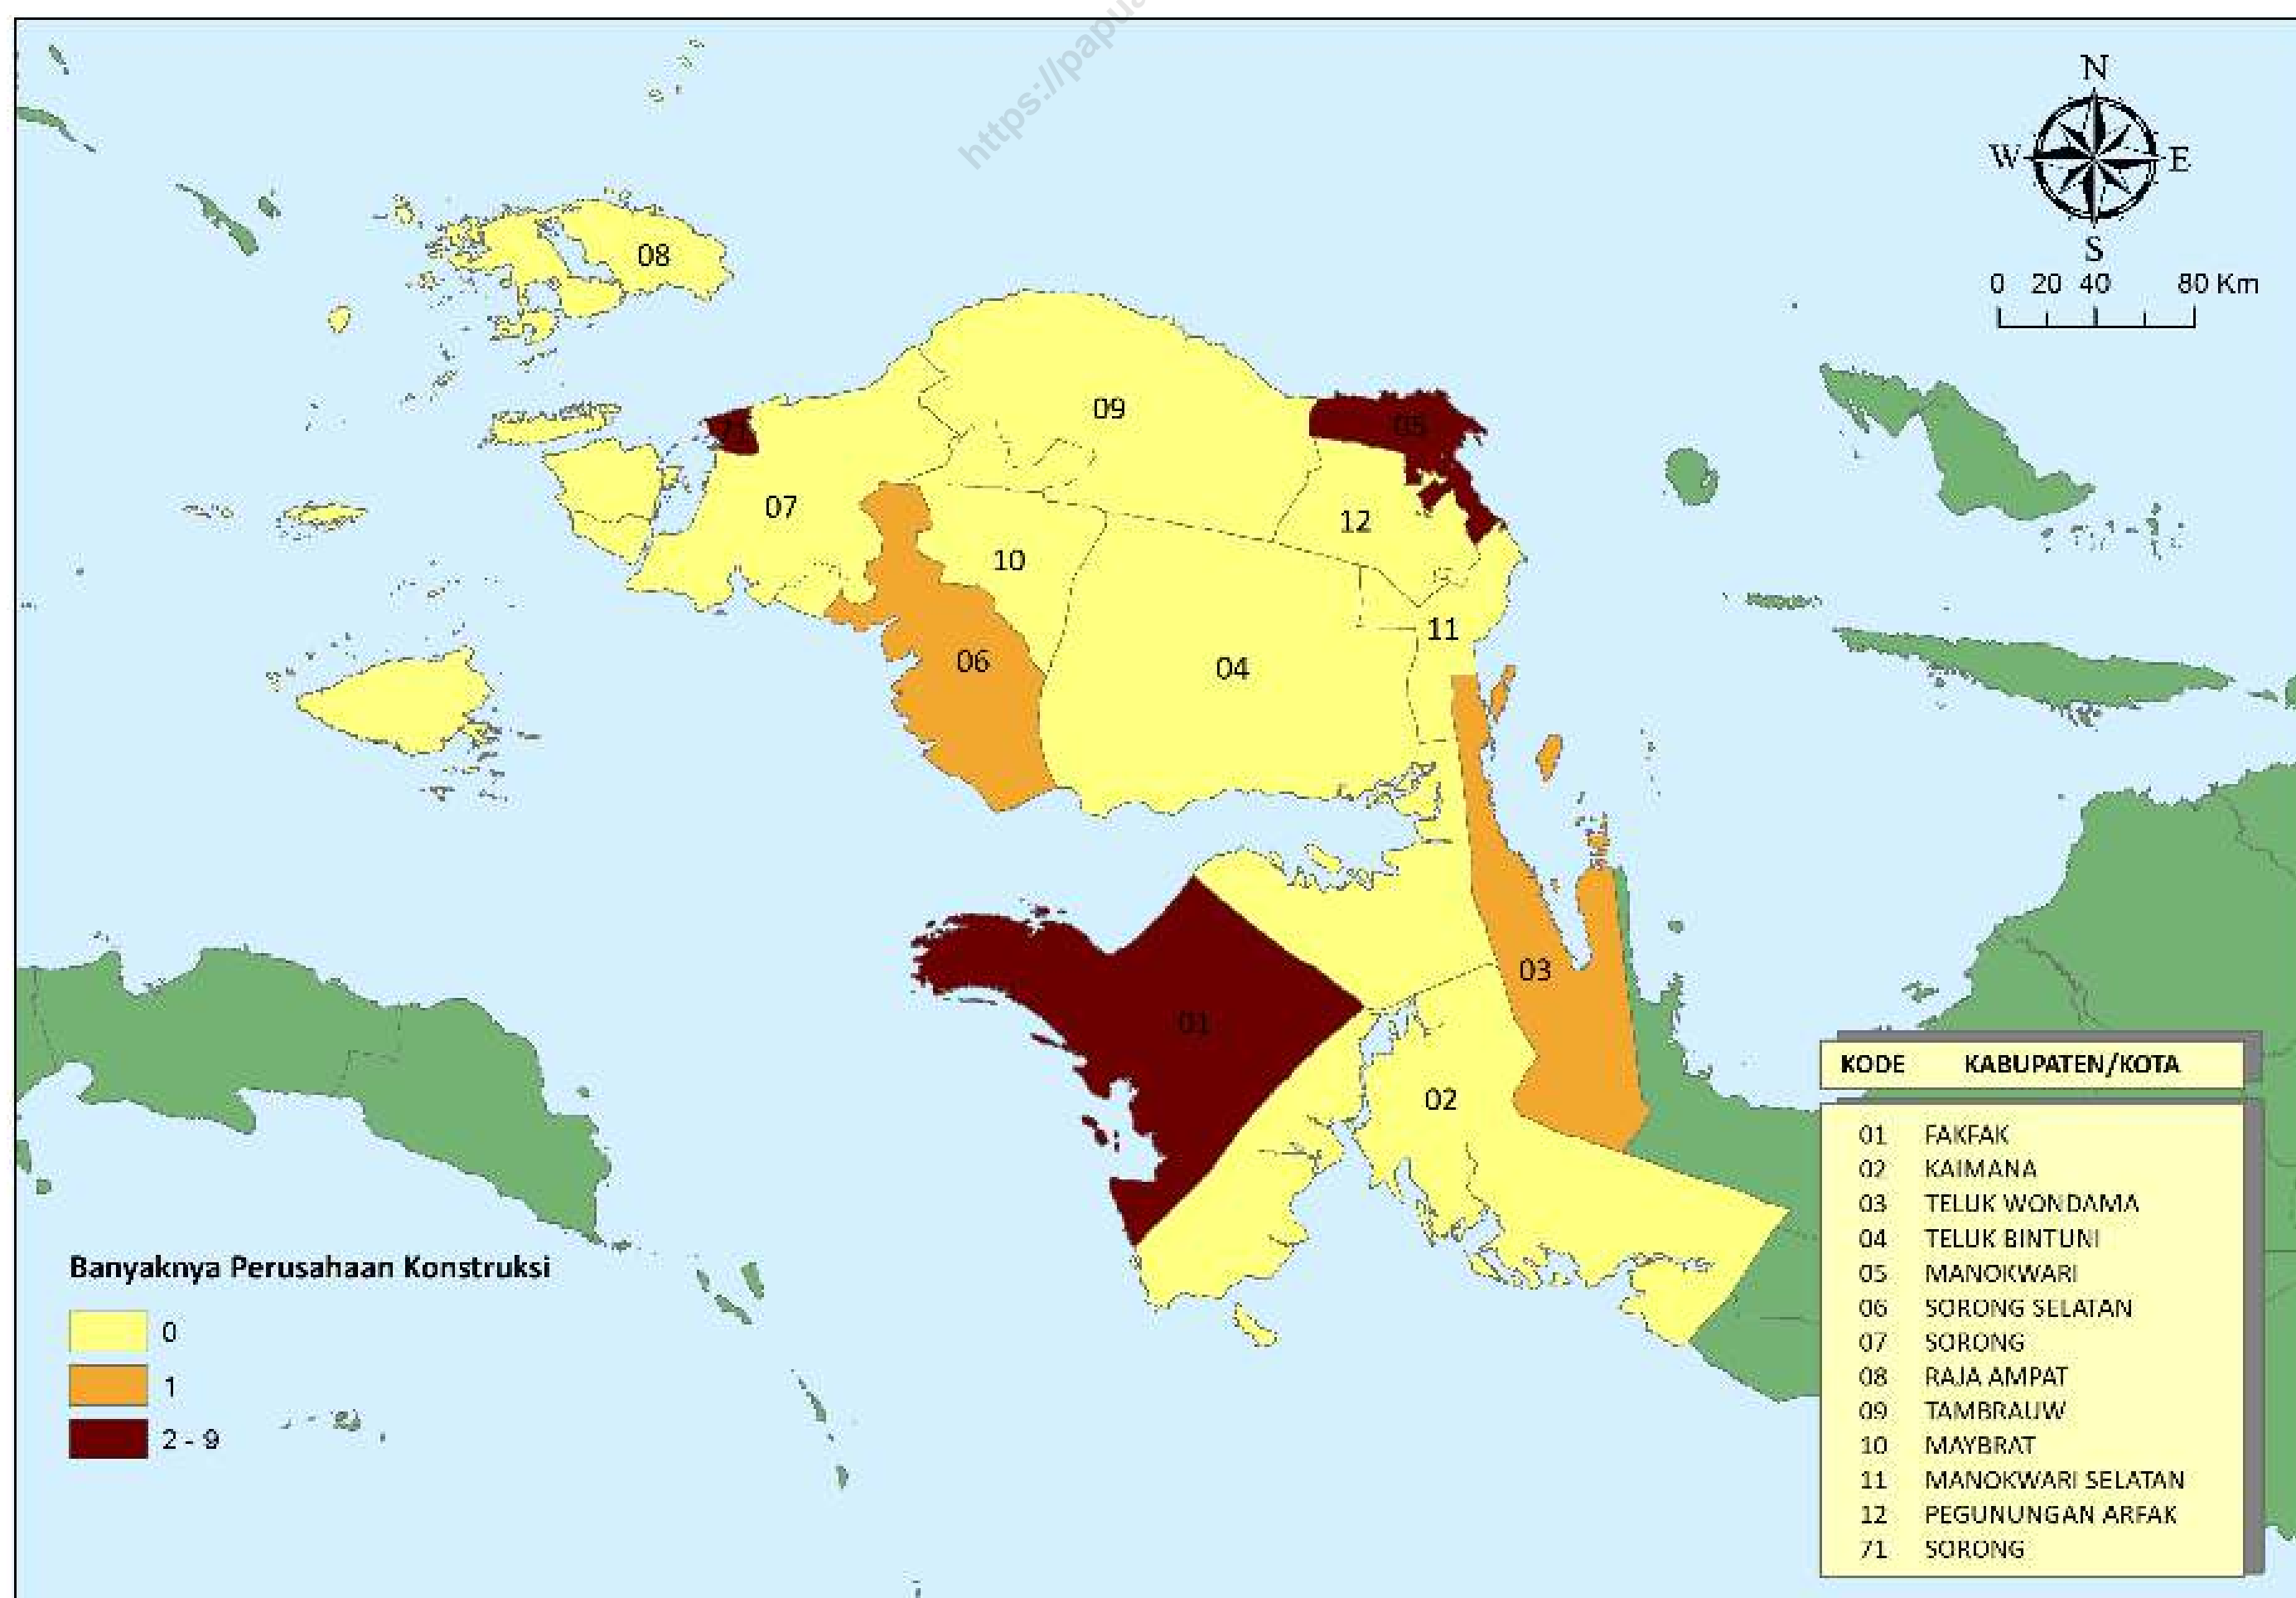 https://papua
N
W E
S
0 20 40 80 Km
08
09
05
07
12
10
11
06
04
03
01
02
KODE KABUPATEN/KOTA
01 FAKFAK
02 KAIMANA
03 TELUK WONDAMA
04 TELUK BINTUNI
05 MANOKWARI
06 SORONG SELATAN
07 SORONG
08 RAJA AMPAT
09 TAMBRAUW
10 MAYBRAT
11 MANOKWARI SELATAN
12 PEGUNUNGAN ARFAK
71 SORONG
Banyaknya Perusahaan Konstruksi
0
1
2 - 9